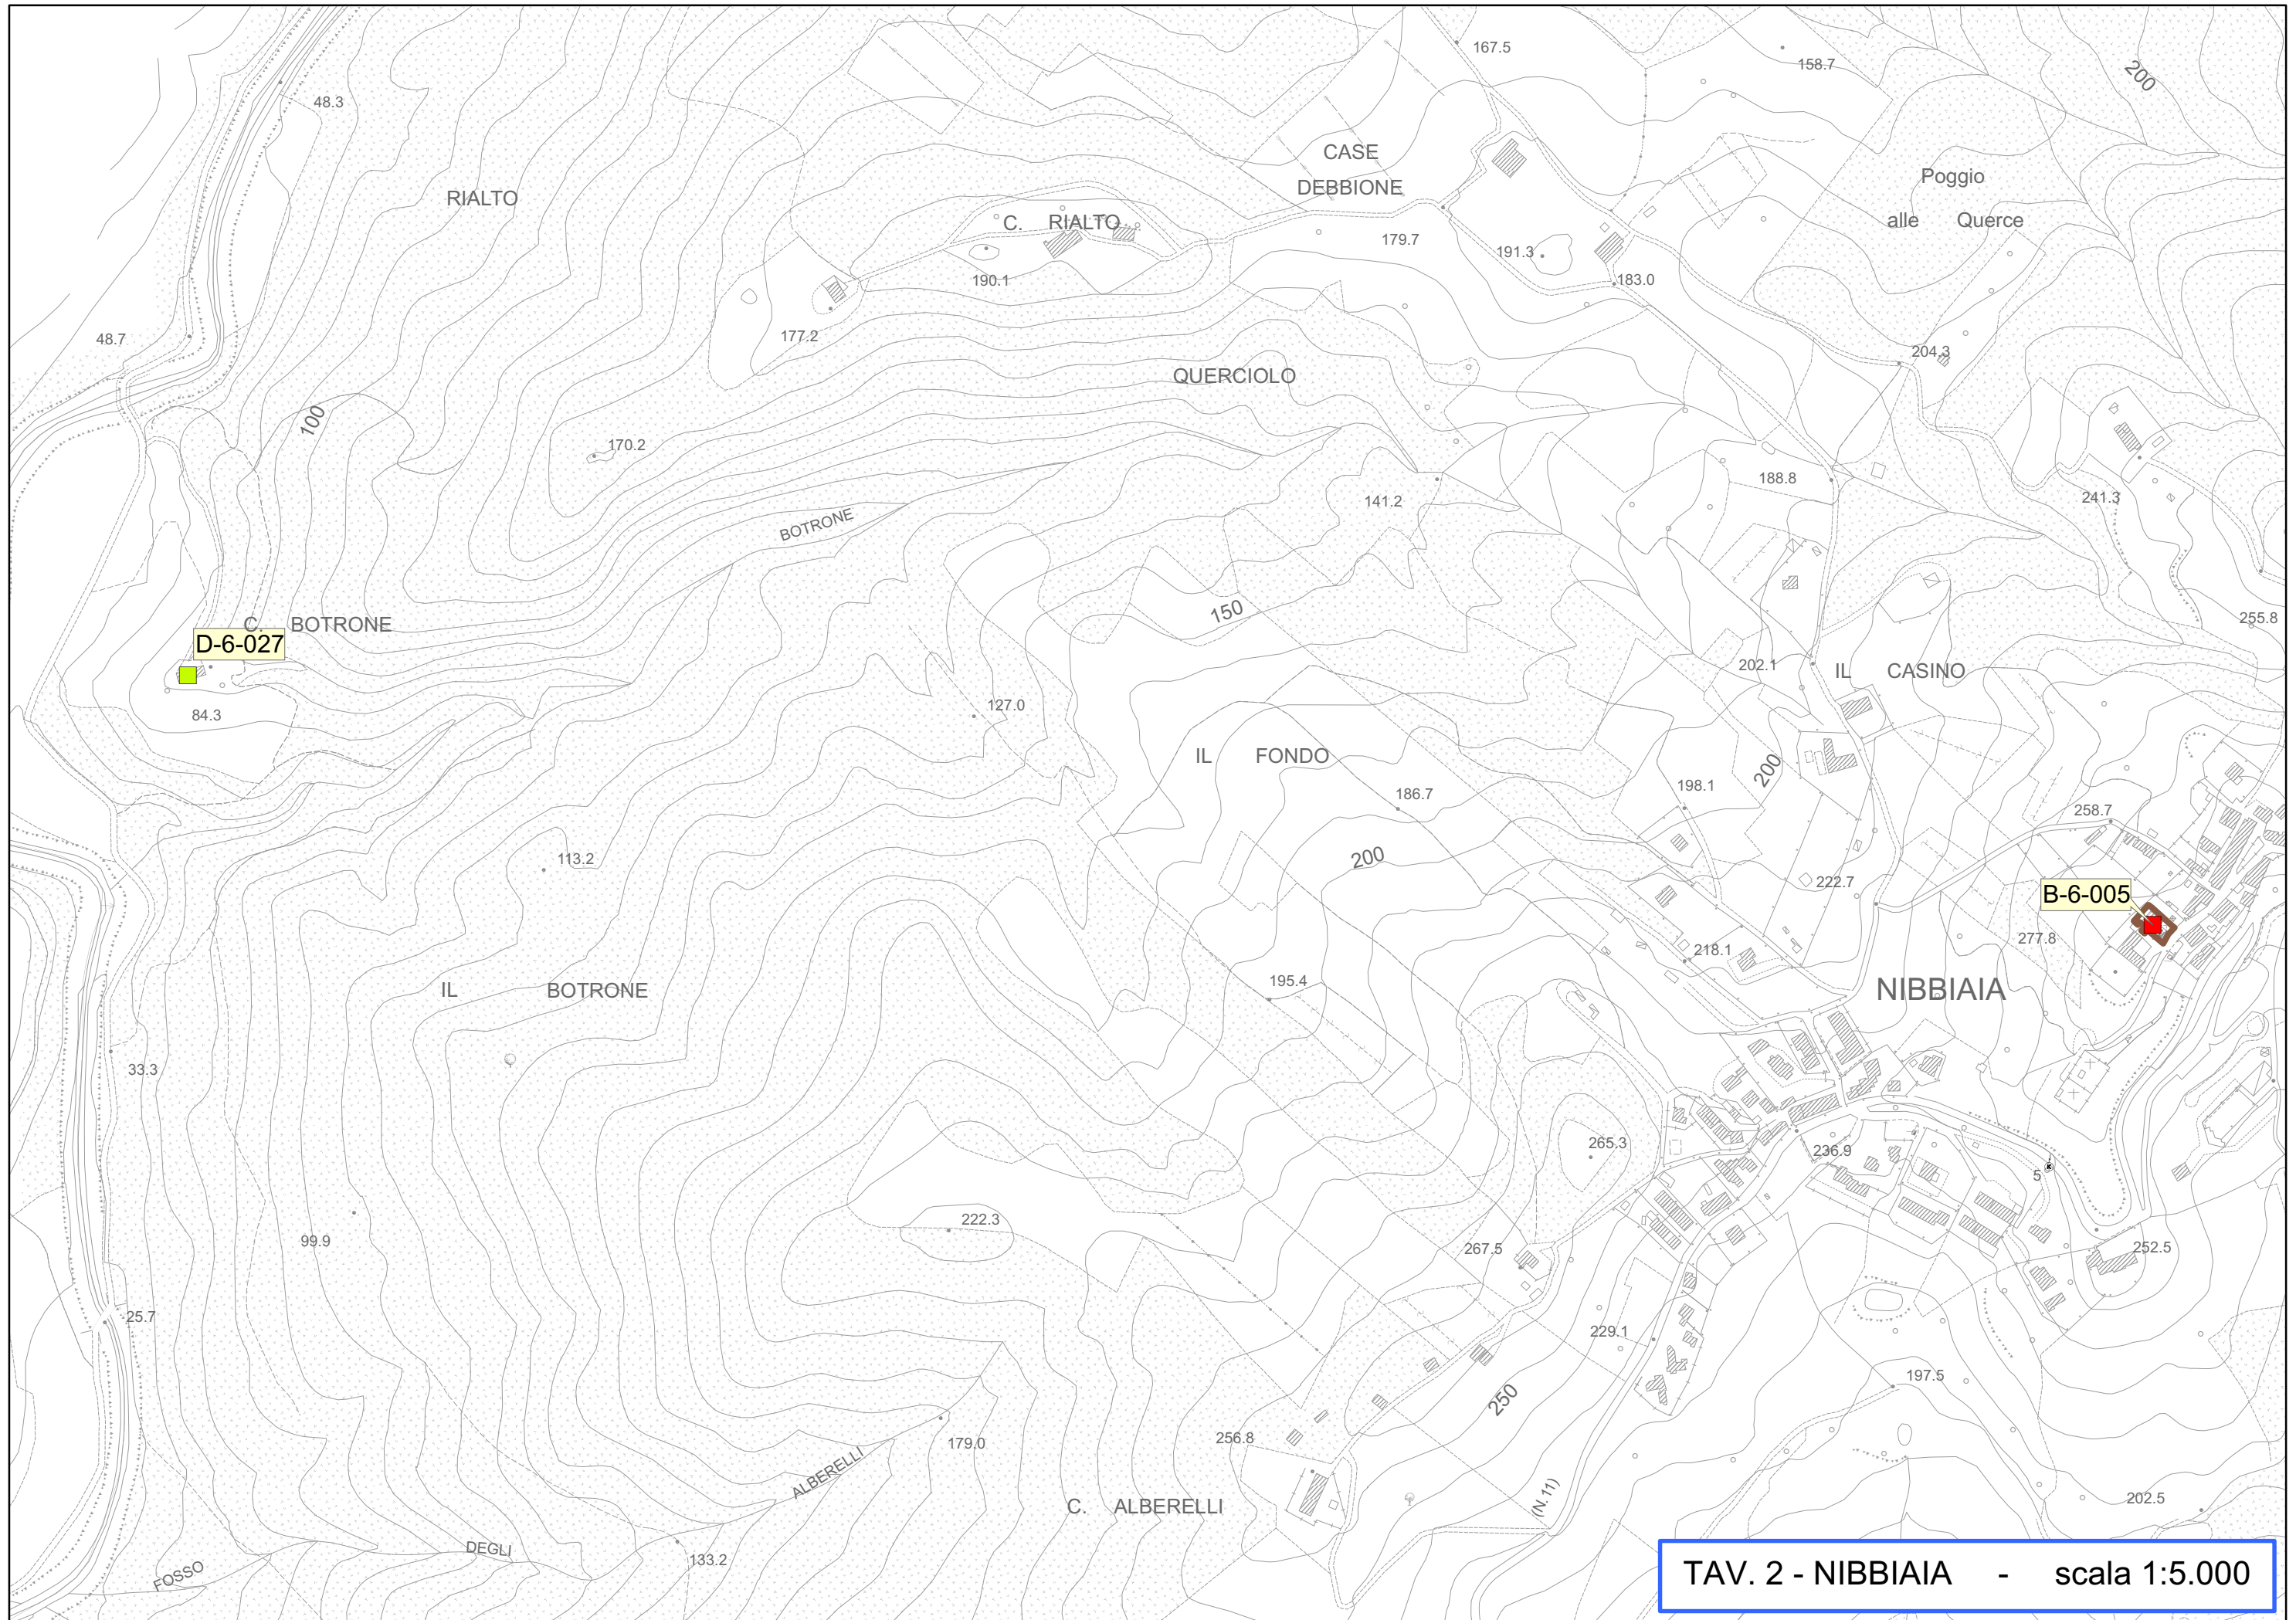 167.5
158.7
200
48.3
CASE
DEBBIONE
Poggio
alle Querce
RIALTO
C. RIALTO
179.7
191.3
190.1
183.0
177.2
48.7
204.3
QUERCIOLO
100
170.2
188.8
241.3
141.2
BOTRONE
150
255.8
C. BOTRONE
D-6-027
202.1
IL CASINO
84.3
127.0
IL FONDO
200
198.1
186.7
258.7
113.2
200
222.7
B-6-005
277.8
218.1
195.4
IL BOTRONE
NIBBIAIA
33.3
265.3
236.9
5
222.3
99.9
267.5
252.5
25.7
229.1
197.5
250
256.8
179.0
ALBERELLI
C. ALBERELLI
(N.11)
202.5
DEGLI
133.2
FOSSO
TAV. 2 - NIBBIAIA - scala 1:5.000